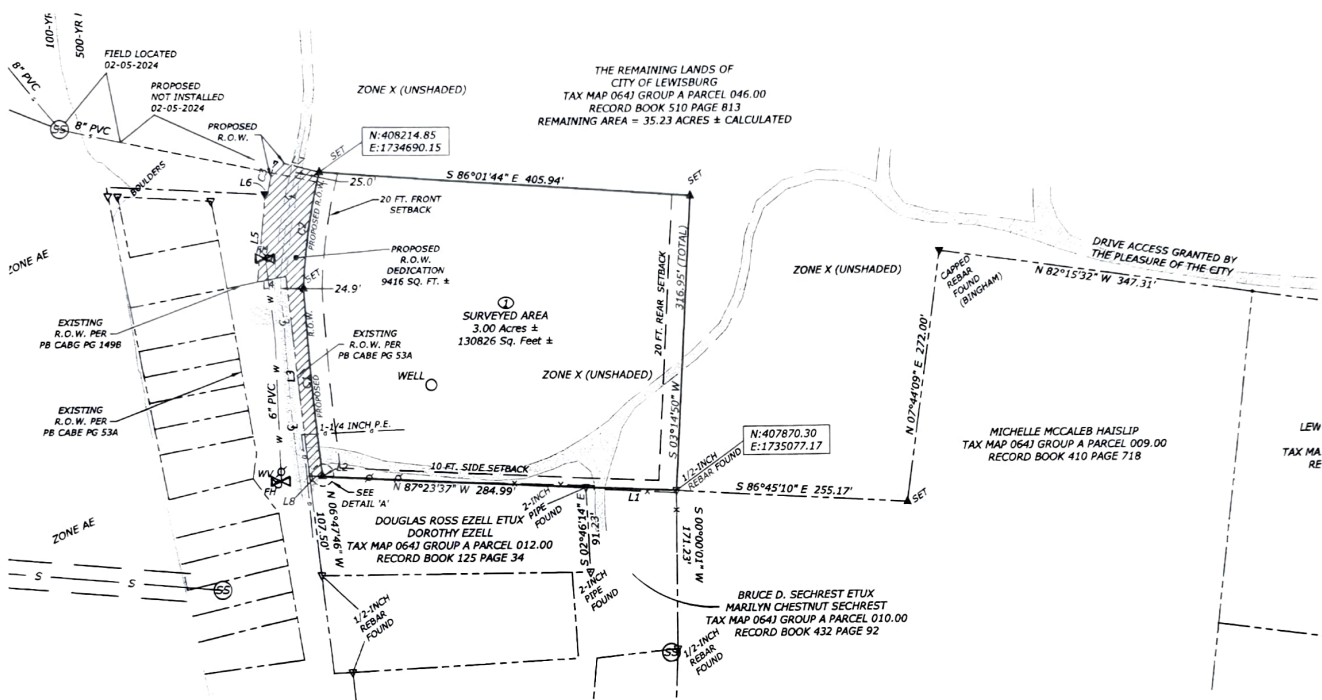 100-YR
500-YR
FIELD LOCATED
02-05-2024
8" PVC
PROPOSED
NOT INSTALLED
02-05-2024
ZONE X (UNSHADED)
THE REMAINING LANDS OF
CITY OF LEWISBURG
TAX MAP 064J GROUP A PARCEL 046.00
RECORD BOOK 510 PAGE 813
REMAINING AREA = 35.23 ACRES ± CALCULATED
SS
8" PVC
PROPOSED
R.O.W.
N:408214.85
E:1734690.15
SET
BOULDERS
L6
25.0'
S 86°01'44" E 405.94'
SET
20 FT. FRONT
SETBACK
PROPOSED R.O.W.
L5
PROPOSED
R.O.W.
DEDICATION
9416 SQ. FT. ±
ZONE AE
FH
SET
L4
24.9'
316.95' (TOTAL)
20 FT. REAR SETBACK
ZONE X (UNSHADED)
CAPPED
REBAR
FOUND
(BINGHAM)
DRIVE ACCESS GRANTED BY
THE PLEASURE OF THE CITY
N 82°15'32" W 347.31'
1
SURVEYED AREA
3.00 Acres ±
130826 Sq. Feet ±
EXISTING
R.O.W. PER
PB CABG PG 149B
W
EXISTING
R.O.W. PER
PB CABE PG 53A
PROPOSED R.O.W.
L3
6" PVC
W
WELL
ZONE X (UNSHADED)
N 07°44'09" E 272.00'
EXISTING
R.O.W. PER
PB CABE PG 53A
S 03°14'50" W
1-1/4 INCH P.E.
N:407870.30
E:1735077.17
MICHELLE MCCALEB HAISLIP
TAX MAP 064J GROUP A PARCEL 009.00
RECORD BOOK 410 PAGE 718
LEW
TAX MA
RE
WV
FH
L2
10 FT. SIDE SETBACK
1/2-INCH
REBAR FOUND
L8
SEE
DETAIL 'A'
N 87°23'37" W 284.99'
L1
S 86°45'10" E 255.17'
SET
2-INCH
PIPE
FOUND
N 06°47'46" W
107.50'
DOUGLAS ROSS EZELL ETUX
DOROTHY EZELL
TAX MAP 064J GROUP A PARCEL 012.00
RECORD BOOK 125 PAGE 34
S 02°46'14" E
91.23'
S 00°00'01" W
171.23'
ZONE AE
S
S
SS
2-INCH
PIPE
FOUND
1/2-INCH
REBAR
FOUND
BRUCE D. SECHREST ETUX
MARILYN CHESTNUT SECHREST
TAX MAP 064J GROUP A PARCEL 010.00
RECORD BOOK 432 PAGE 92
SS
1/2-INCH
REBAR
FOUND